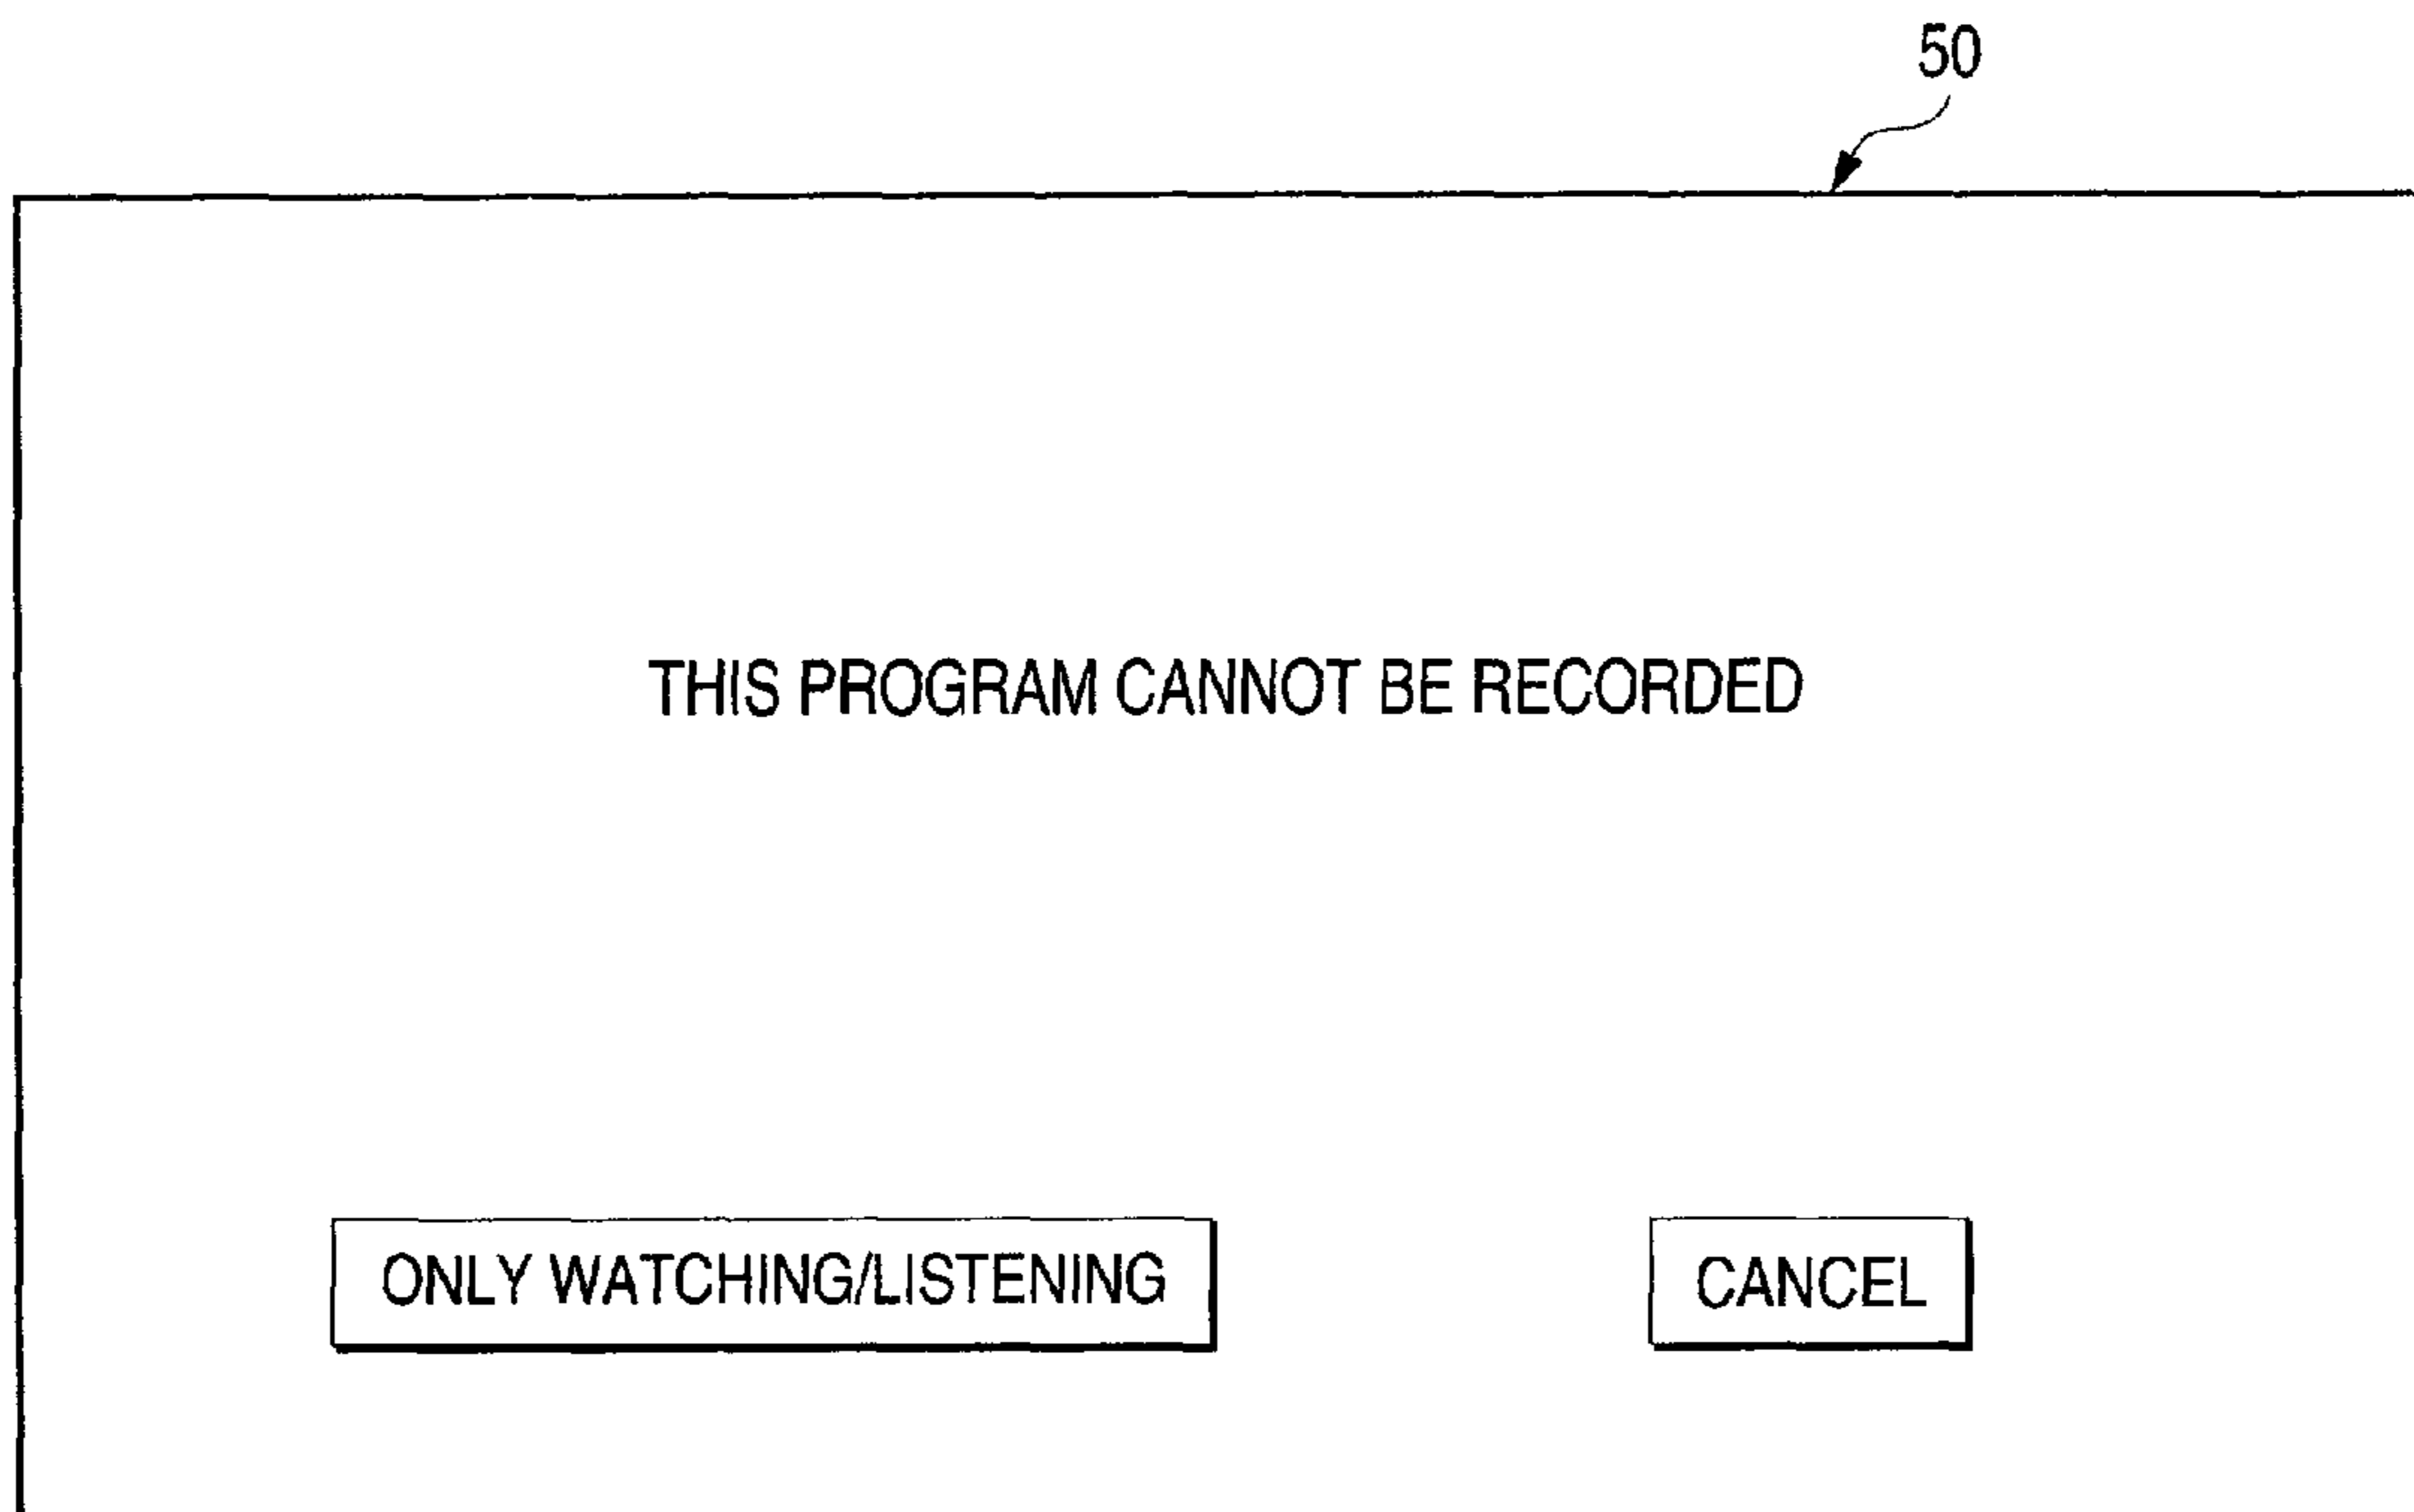 50
THIS PROGRAM CANNOT BE RECORDED
ONLY WATCHING/LISTENING
CANCEL